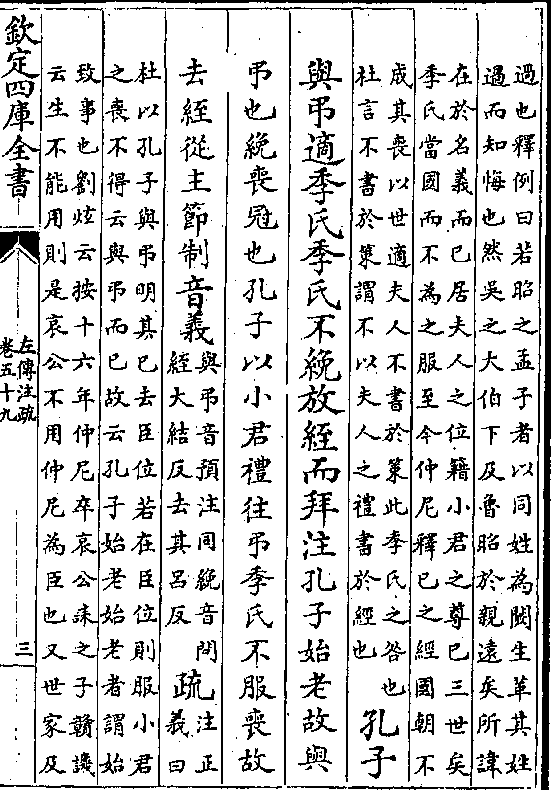 過也釋例曰若昭之孟子者以同姓為闕生革其姓
過而知悔也然吳之大伯下及魯昭於親遠矣所諱
在於名義而已居夫人之位籍小君之尊已三世矣
季氏當國而不為之服至令仲尼釋已之經國朝不
成其喪以世適夫人不書於策此季氏之咎也
杜言不書於策謂不以夫人之禮書於經也
孔子
與弔適季氏季氏不絻放絰而拜注孔子始老故與
弔也絻喪冠也孔子以小君禮往弔季氏不服喪故
去絰從主節制音義
與弔音預注同絻音問
絰大結反去其呂反
疏
注正
義曰
杜以孔子與弔明其已去臣位若在臣位則服小君
之喪不得云與弔而已故云孔子始老始老者謂始
致事也劉炫云按十六年仲尼卒哀公誄之子贛譏
云生不能用則是哀公不用仲尼為臣也又世家及
欽定四庫全書
左傳注疏
卷五十九
三